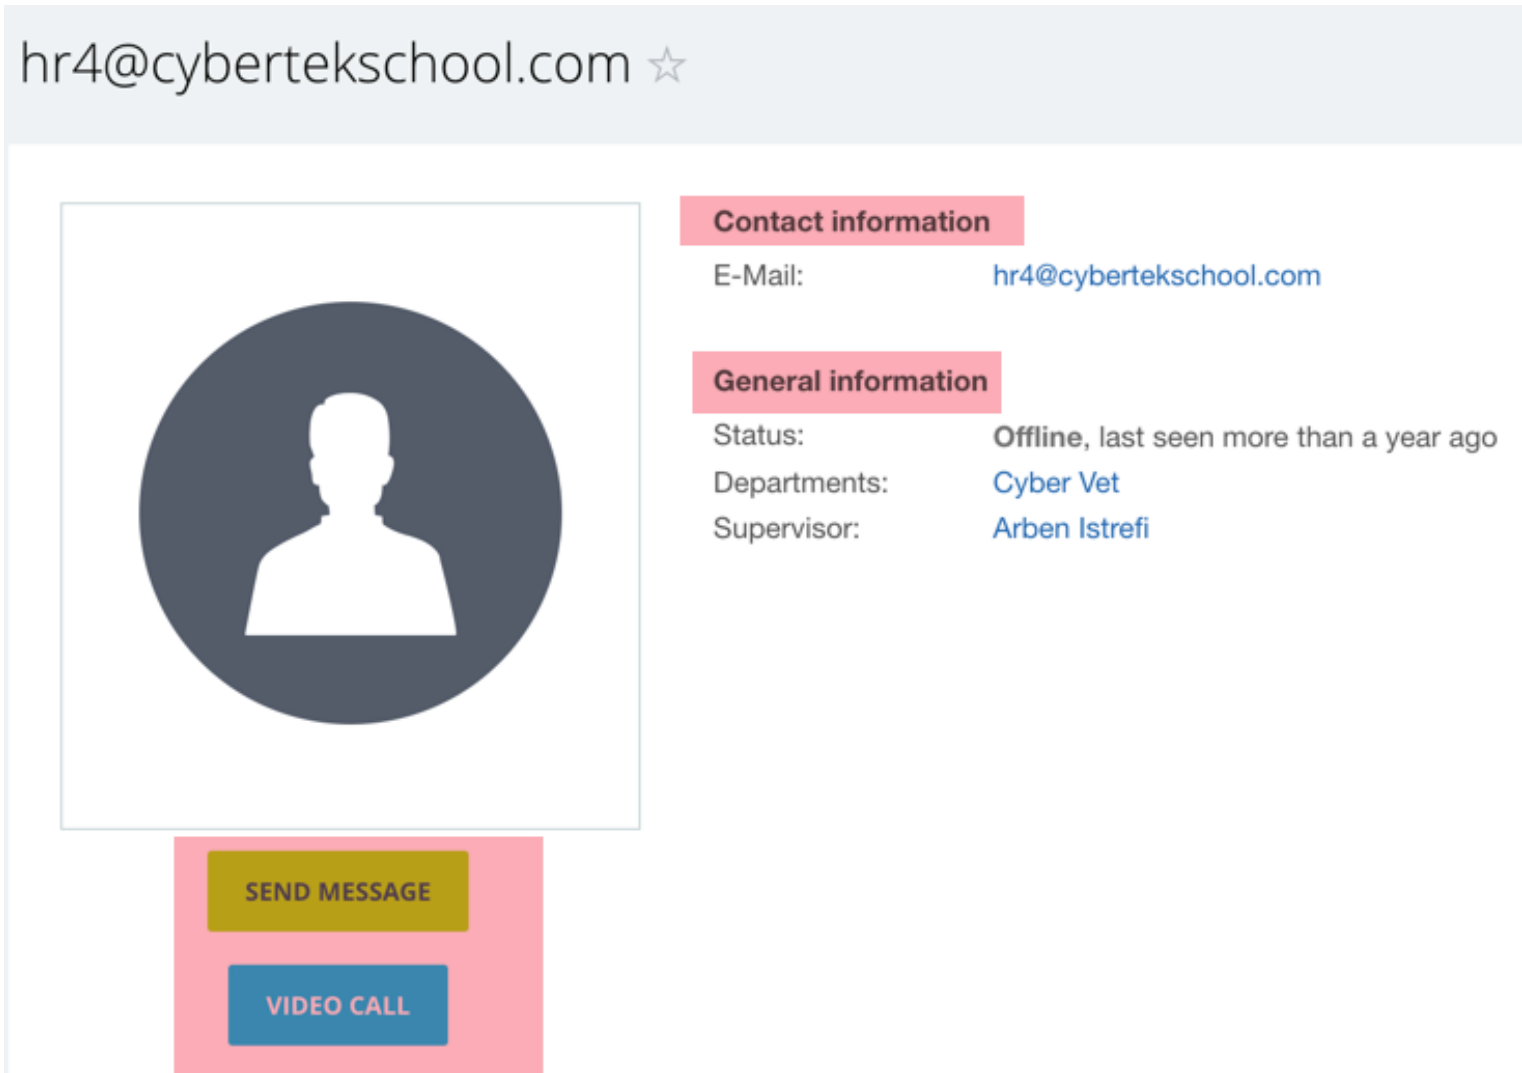 hr4@cybertekschool.com
Contact information
E-Mail: hr4@cybertekschool.com
General information
Status: Offline, last seen more than a year ago
Departments: Cyber Vet
Supervisor: Arben Istrefi
SEND MESSAGE
VIDEO CALL